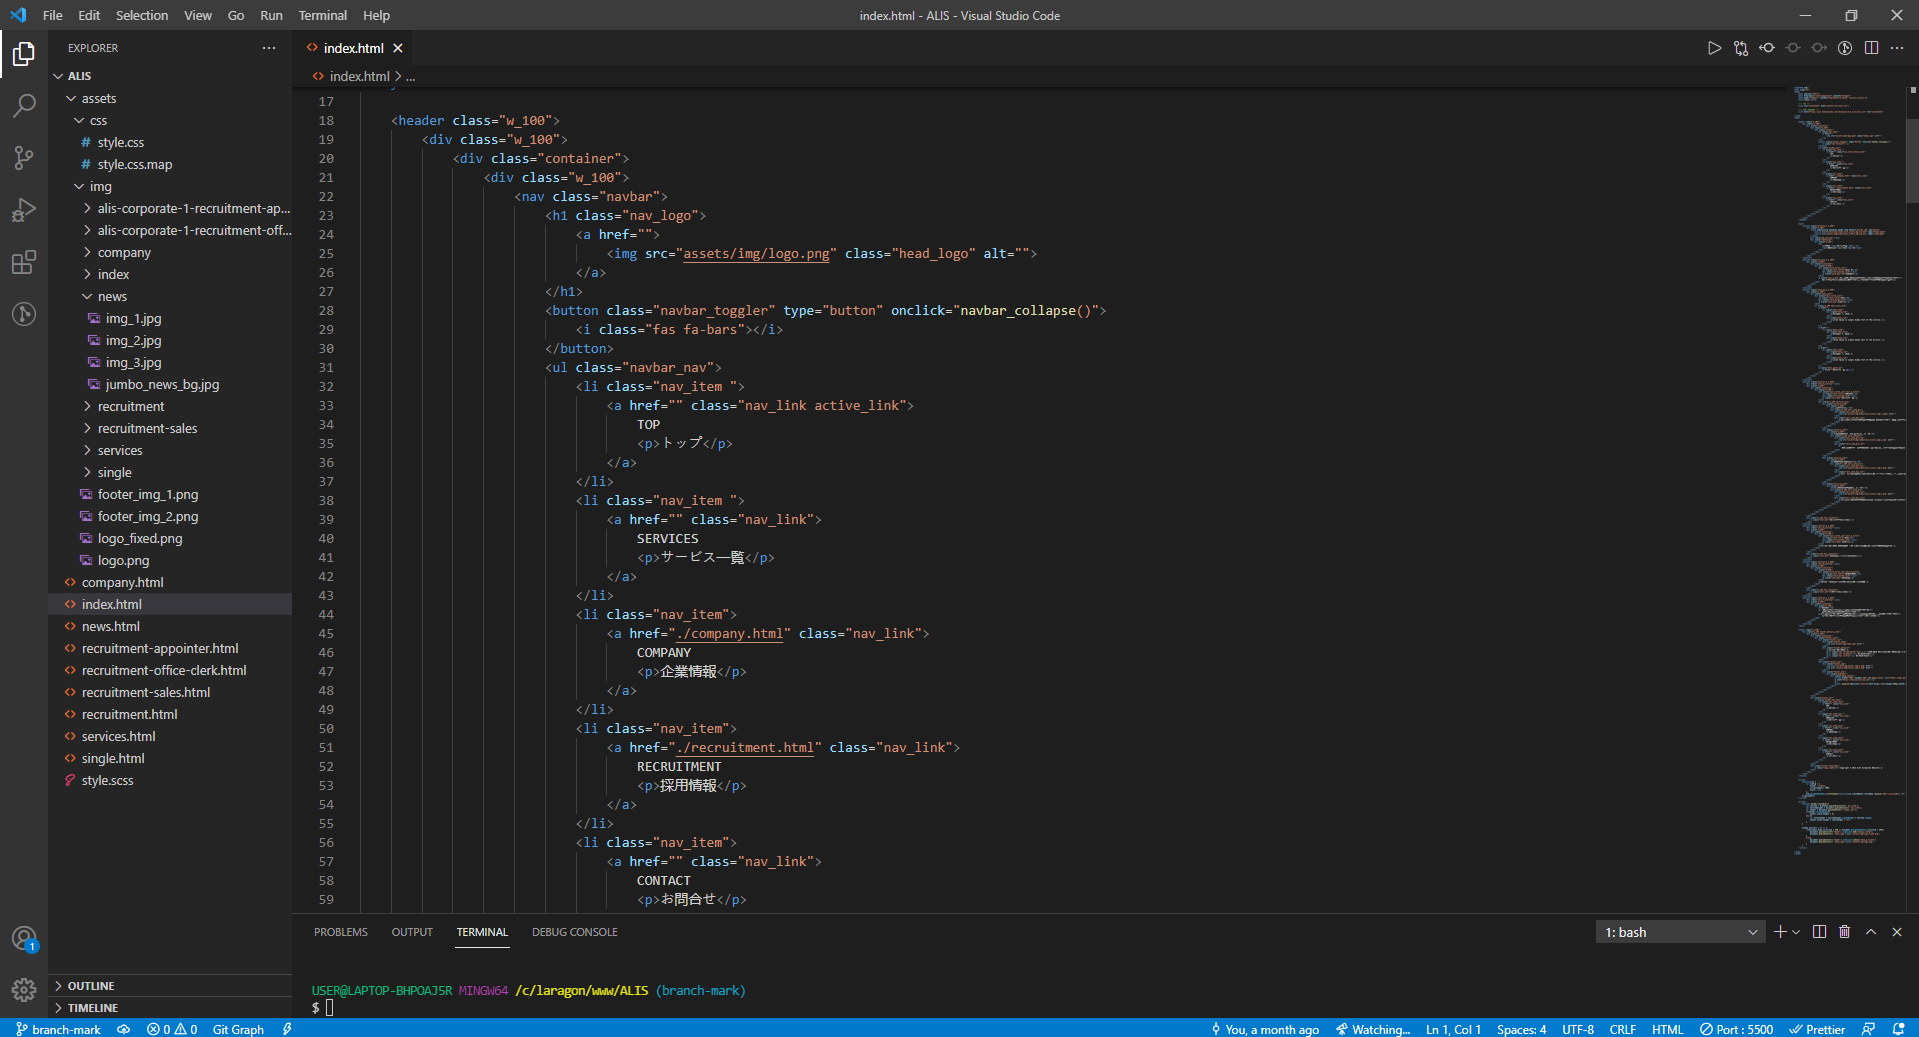 File Edit Selection View Go Run Terminal Help
index.html - ALIS - Visual Studio Code
EXPLORER
ALIS
assets
css
style.css
style.css.map
img
alis-corporate-1-recruitment-ap...
alis-corporate-1-recruitment-off...
company
index
news
img_1.jpg
img_2.jpg
img_3.jpg
jumbo_news_bg.jpg
recruitment
recruitment-sales
services
single
footer_img_1.png
footer_img_2.png
logo_fixed.png
logo.png
company.html
index.html
news.html
recruitment-appointer.html
recruitment-office-clerk.html
recruitment-sales.html
recruitment.html
services.html
single.html
style.scss
OUTLINE
TIMELINE
index.html
index.html > ...
17
18 <header class="w_100">
19 <div class="w_100">
20 <div class="container">
21 <div class="w_100">
22 <nav class="navbar">
23 <h1 class="nav_logo">
24 <a href="">
25 <img src="assets/img/logo.png" class="head_logo" alt="">
26 </a>
27 </h1>
28 <button class="navbar_toggler" type="button" onclick="navbar_collapse()">
29 <i class="fas fa-bars"></i>
30 </button>
31 <ul class="navbar_nav">
32 <li class="nav_item ">
33 <a href="" class="nav_link active_link">
34 TOP
35 <p>トップ</p>
36 </a>
37 </li>
38 <li class="nav_item ">
39 <a href="" class="nav_link">
40 SERVICES
41 <p>サービス一覧</p>
42 </a>
43 </li>
44 <li class="nav_item">
45 <a href="./company.html" class="nav_link">
46 COMPANY
47 <p>企業情報</p>
48 </a>
49 </li>
50 <li class="nav_item">
51 <a href="./recruitment.html" class="nav_link">
52 RECRUITMENT
53 <p>採用情報</p>
54 </a>
55 </li>
56 <li class="nav_item">
57 <a href="" class="nav_link">
58 CONTACT
59 <p>お問合せ</p>
PROBLEMS OUTPUT TERMINAL DEBUG CONSOLE
1: bash
USER@LAPTOP-BHPOAJ5R MINGW64 /c/laragon/www/ALIS (branch-mark)
$
1
branch-mark 0 0 Git Graph
You, a month ago Watching... Ln 1, Col 1 Spaces: 4 UTF-8 CRLF HTML Port : 5500 Prettier